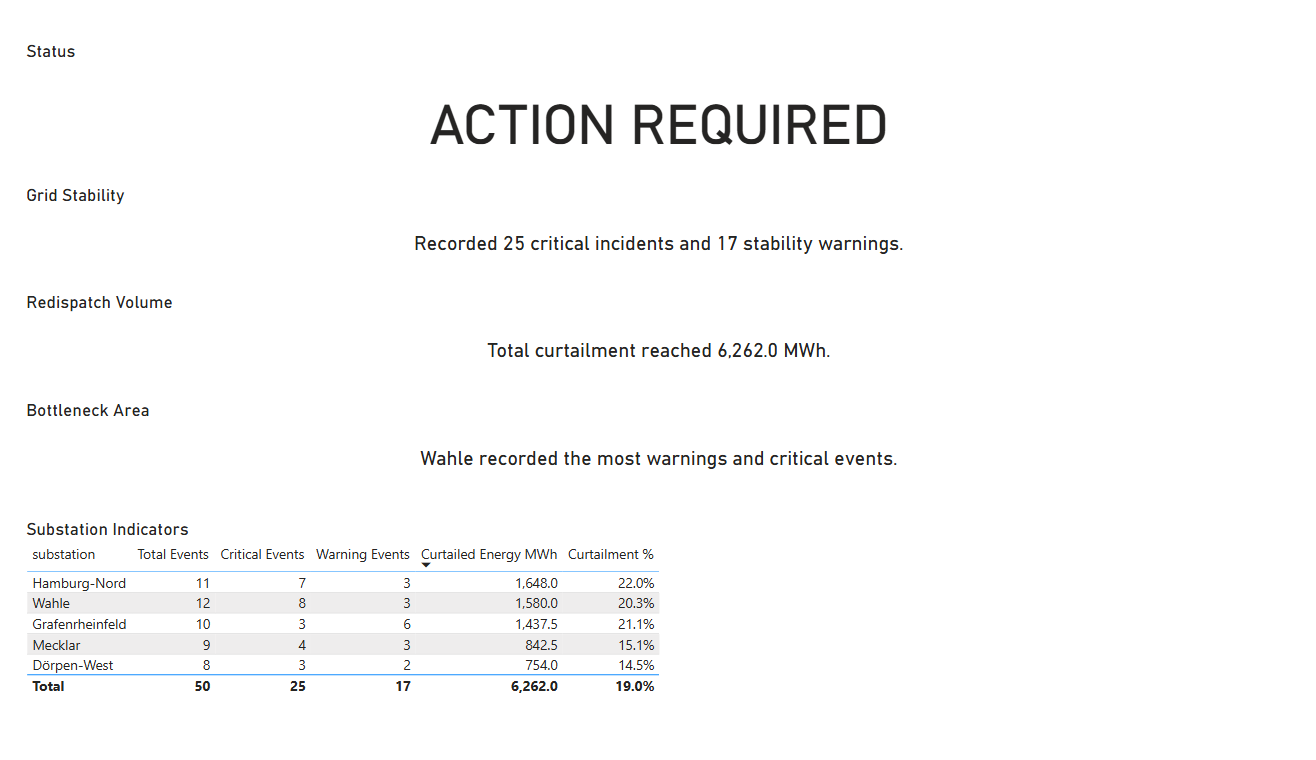 Status
ACTION REQUIRED
Grid Stability
Recorded 25 critical incidents and 17 stability warnings.
Redispatch Volume
Total curtailment reached 6,262.0 MWh.
Bottleneck Area
Wahle recorded the most warnings and critical events.
Substation Indicators
substation Total Events Critical Events Warning Events Curtailed Energy MWh Curtailment %
Hamburg-Nord 11 7 3 1,648.0 22.0%
Wahle 12 8 3 1,580.0 20.3%
Grafenrheinfeld 10 3 6 1,437.5 21.1%
Mecklar 9 4 3 842.5 15.1%
Dörpen-West 8 3 2 754.0 14.5%
Total 50 25 17 6,262.0 19.0%